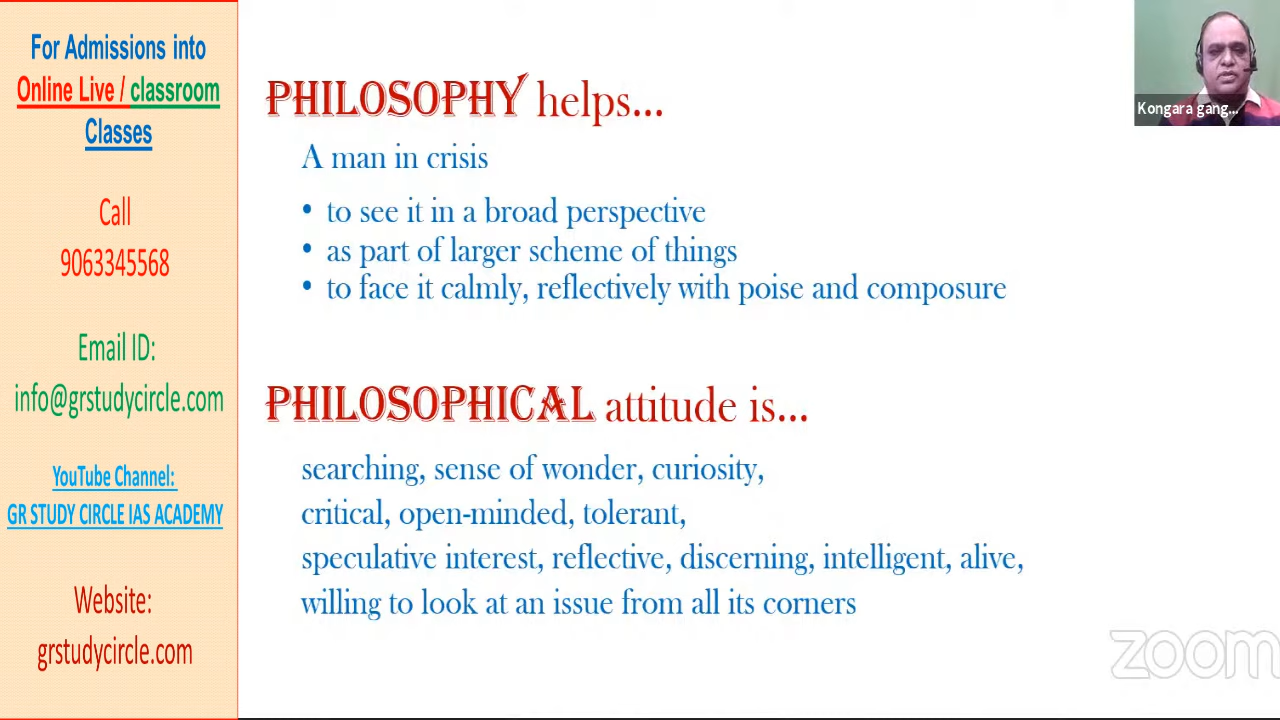 For Admissions into
Online Live / classroom
Classes
Call
9063345568
Email ID:
info@grstudycircle.com
YouTube Channel:
GR STUDY CIRCLE IAS ACADEMY
Website:
grstudycircle.com
PHILOSOPHY helps...
A man in crisis
• to see it in a broad perspective
• as part of larger scheme of things
• to face it calmly, reflectively with poise and composure
PHILOSOPHICAL attitude is...
searching, sense of wonder, curiosity,
critical, open-minded, tolerant,
speculative interest, reflective, discerning, intelligent, alive,
willing to look at an issue from all its corners
Kongara gang...
zoom